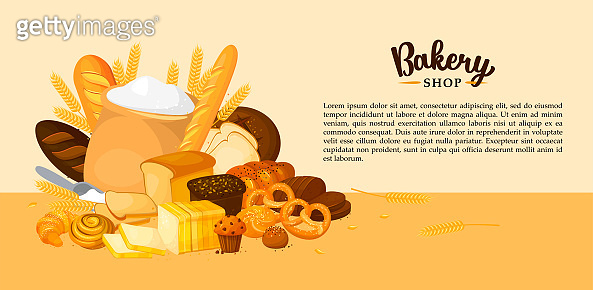 gettyimages
Credit: Yutthana Gaetgeaw
Bakery
SHOP
Lorem ipsum dolor sit amet, consectetur adipiscing elit,
sed do eiusmod tempor incididunt ut labore et dolore
magna aliqua. Ut enim ad minim veniam, quis nostrud
exercitation ullamco laboris nisi ut aliquip ex ea commodo
consequat. Duis aute irure dolor in reprehenderit in voluptate
velit esse cillum dolore eu fugiat nulla pariatur. Excepteur
sint occaecat cupidatat non proident, sunt in culpa qui
officia deserunt mollit anim id est laborum.